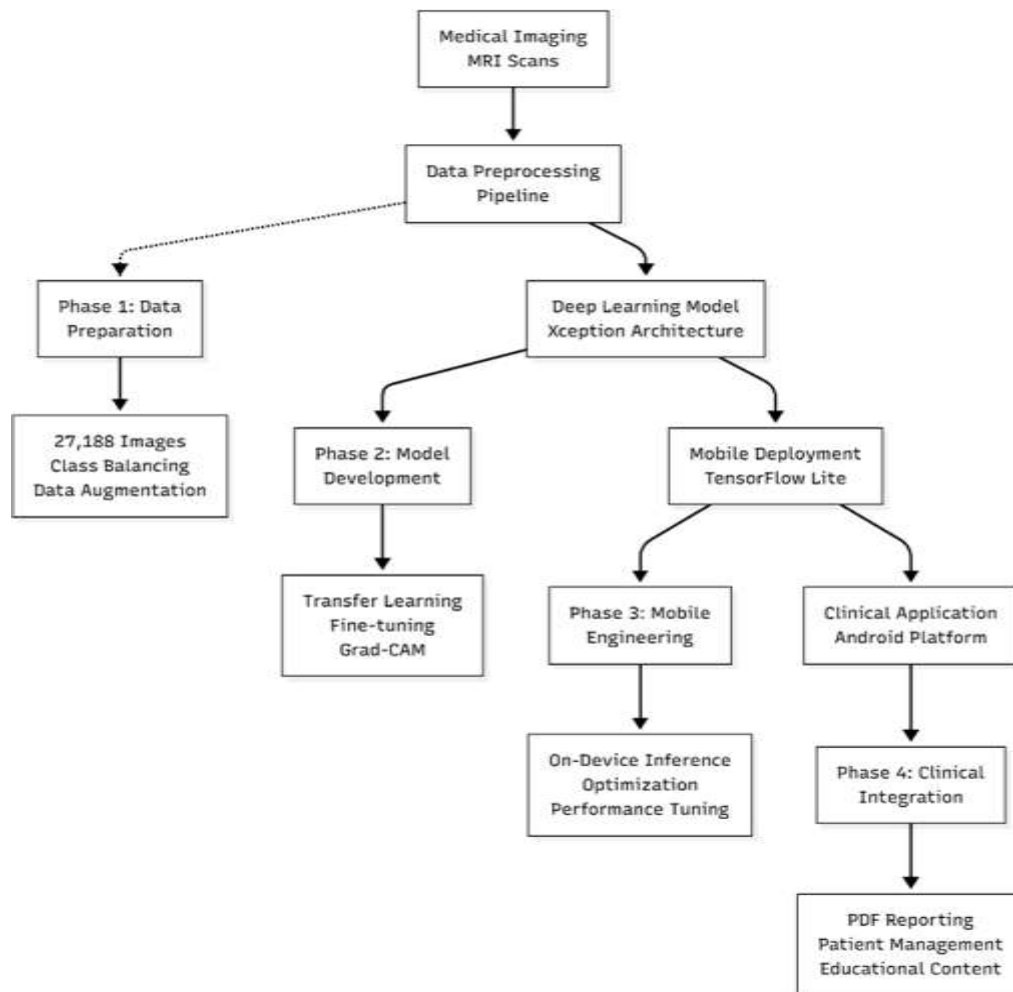 Medical Imaging
MRI Scans
Data Preprocessing
Pipeline
Phase 1: Data
Preparation
Deep Learning Model
Xception Architecture
27,188 Images
Class Balancing
Data Augmentation
Phase 2: Model
Development
Mobile Deployment
TensorFlow Lite
Transfer Learning
Fine-tuning
Grad-CAM
Phase 3: Mobile
Engineering
Clinical Application
Android Platform
On-Device Inference
Optimization
Performance Tuning
Phase 4: Clinical
Integration
PDF Reporting
Patient Management
Educational Content